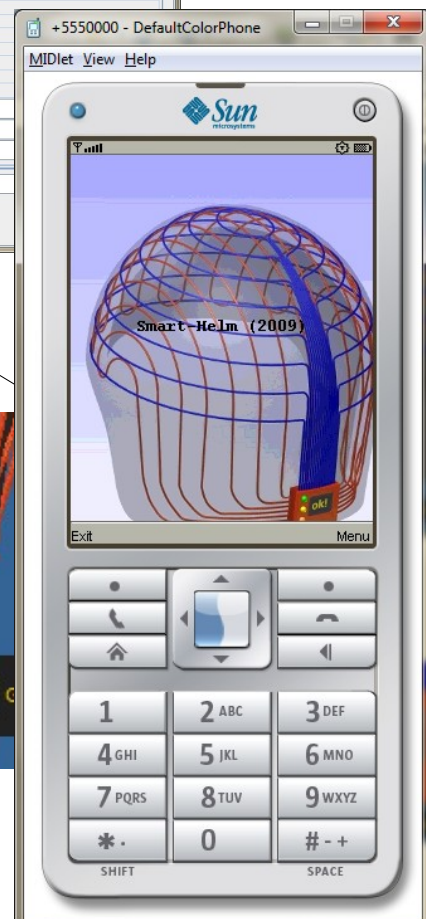 +5550000 - DefaultColorPhone
MIDlet View Help
Sun
microsystems
Smart-Helm (2009)
ok!
Exit
Menu
1
2 ABC
3 DEF
4 GHI
5 JKL
6 MNO
7 PQRS
8 TUV
9 WXYZ
* .
0
# - +
SHIFT
SPACE